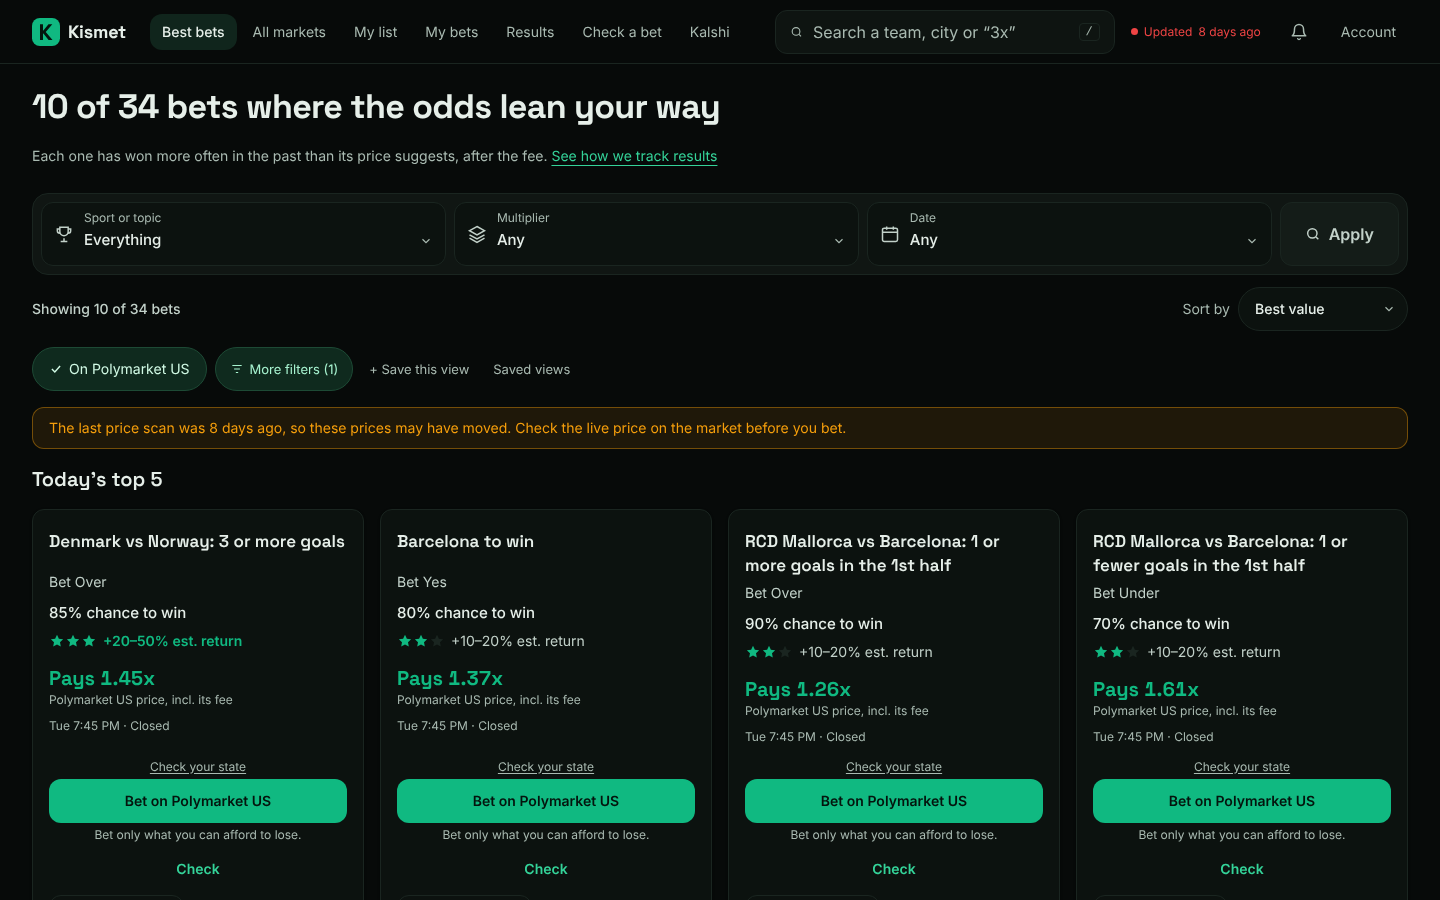 K Kismet
Best bets
All markets
My list
My bets
Results
Check a bet
Kalshi
Search a team, city or “3x”
/
Updated 8 days ago
Account
10 of 34 bets where the odds lean your way
Each one has won more often in the past than its price suggests, after the fee. See how we track results
Sport or topic
Everything
Multiplier
Any
Date
Any
Apply
Showing 10 of 34 bets
Sort by
Best value
On Polymarket US
More filters (1)
+ Save this view
Saved views
The last price scan was 8 days ago, so these prices may have moved. Check the live price on the market before you bet.
Today’s top 5
Denmark vs Norway: 3 or more goals
Bet Over
85% chance to win
+20–50% est. return
Pays 1.45x
Polymarket US price, incl. its fee
Tue 7:45 PM · Closed
Check your state
Bet on Polymarket US
Bet only what you can afford to lose.
Check
Barcelona to win
Bet Yes
80% chance to win
+10–20% est. return
Pays 1.37x
Polymarket US price, incl. its fee
Tue 7:45 PM · Closed
Check your state
Bet on Polymarket US
Bet only what you can afford to lose.
Check
RCD Mallorca vs Barcelona: 1 or
more goals in the 1st half
Bet Over
90% chance to win
+10–20% est. return
Pays 1.26x
Polymarket US price, incl. its fee
Tue 7:45 PM · Closed
Check your state
Bet on Polymarket US
Bet only what you can afford to lose.
Check
RCD Mallorca vs Barcelona: 1 or
fewer goals in the 1st half
Bet Under
70% chance to win
+10–20% est. return
Pays 1.61x
Polymarket US price, incl. its fee
Tue 7:45 PM · Closed
Check your state
Bet on Polymarket US
Bet only what you can afford to lose.
Check